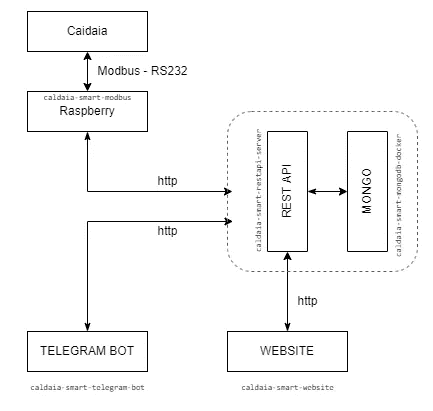 Caidaia
Modbus - RS232
caldaia-smart-modbus
Raspberry
http
http
caldaia-smart-restapi-server
REST API
MONGO
caldaia-smart-mongodb-docker
http
TELEGRAM BOT
WEBSITE
caldaia-smart-telegram-bot
caldaia-smart-website